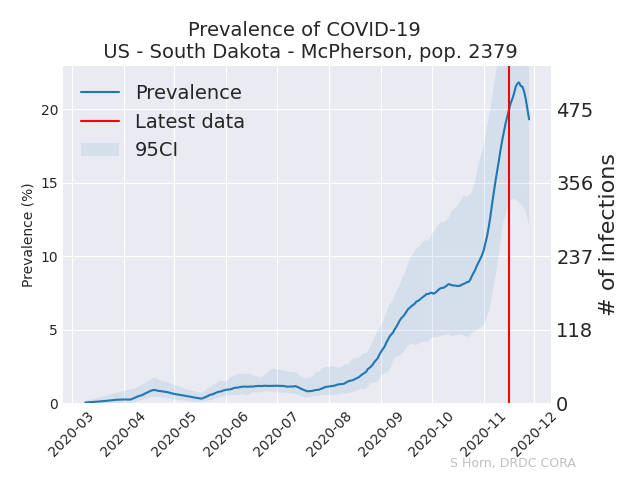 Prevalence of COVID-19
US - South Dakota - McPherson, pop. 2379
Prevalence
Latest data
95CI
Prevalence (%)
20
15
10
5
0
475
356
237
118
0
# of infections
2020-03
2020-04
2020-05
2020-06
2020-07
2020-08
2020-09
2020-10
2020-11
2020-12
S Horn, DRDC CORA